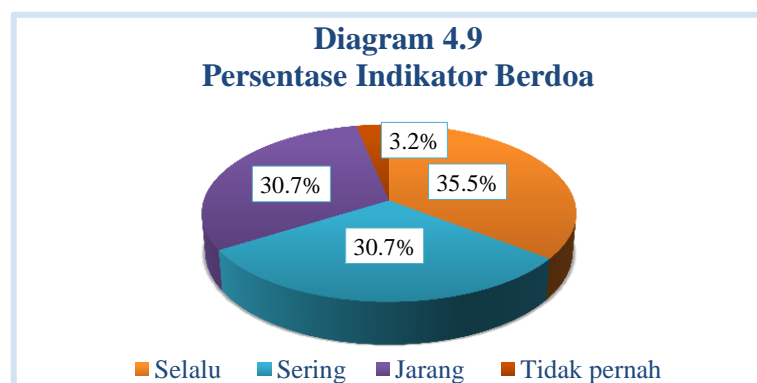 Diagram 4.9
Persentase Indikator Berdoa
3.2%
30.7%
35.5%
30.7%
Selalu Sering Jarang Tidak pernah